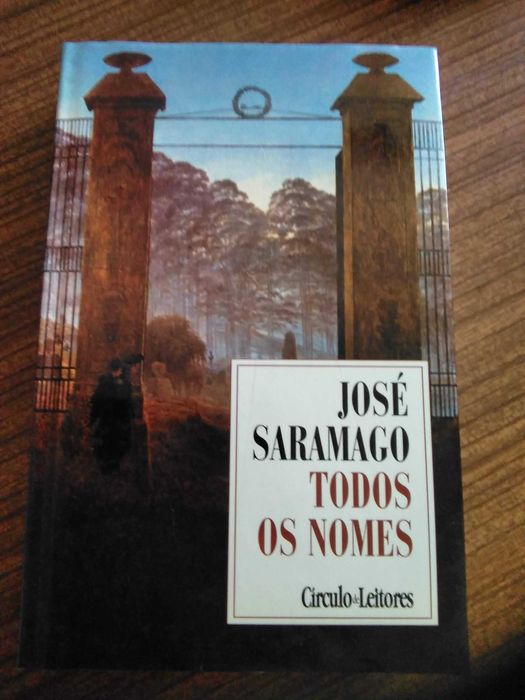 JOSÉ
SARAMAGO
TODOS
OS NOMES
Círculo de Leitores